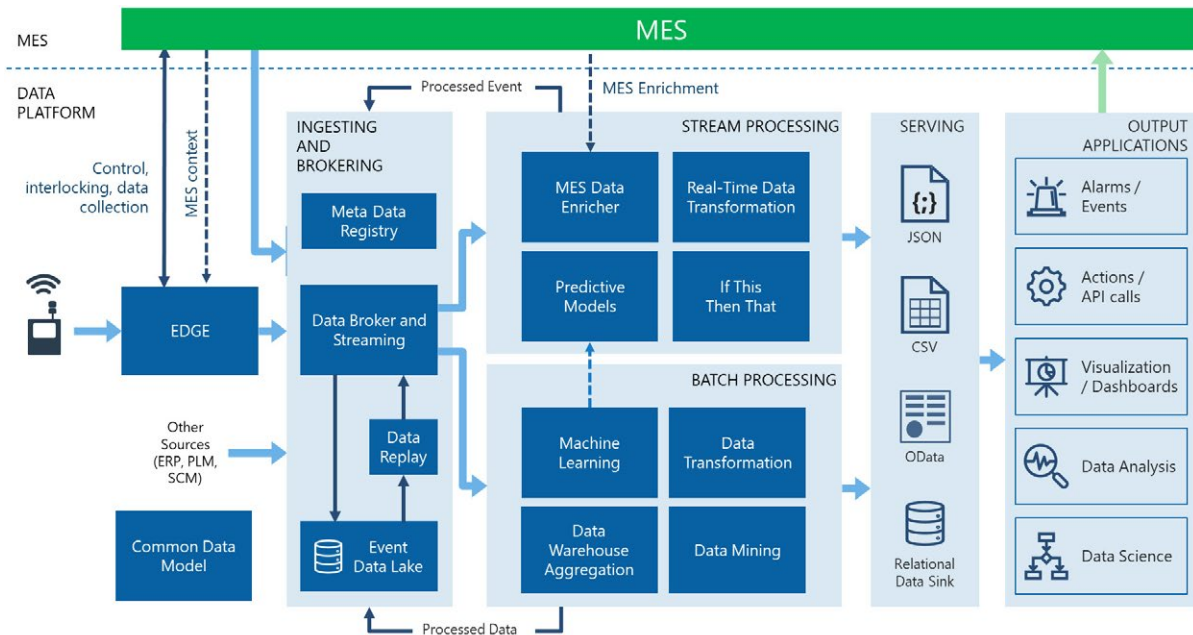 MES
MES
DATA
PLATFORM
Control,
interlocking, data
collection
MES context
Processed Event
MES Enrichment
INGESTING
AND
BROKERING
Meta Data
Registry
EDGE
Data Broker and
Streaming
Other
Sources
(ERP, PLM,
SCM)
Data
Replay
Common Data
Model
Event
Data Lake
STREAM PROCESSING
MES Data
Enricher
Real-Time Data
Transformation
Predictive
Models
If This
Then That
BATCH PROCESSING
Machine
Learning
Data
Transformation
Data
Warehouse
Aggregation
Data Mining
Processed Data
SERVING
{;}
JSON
CSV
OData
Relational
Data Sink
OUTPUT
APPLICATIONS
Alarms /
Events
Actions /
API calls
Visualization
/ Dashboards
Data Analysis
Data Science